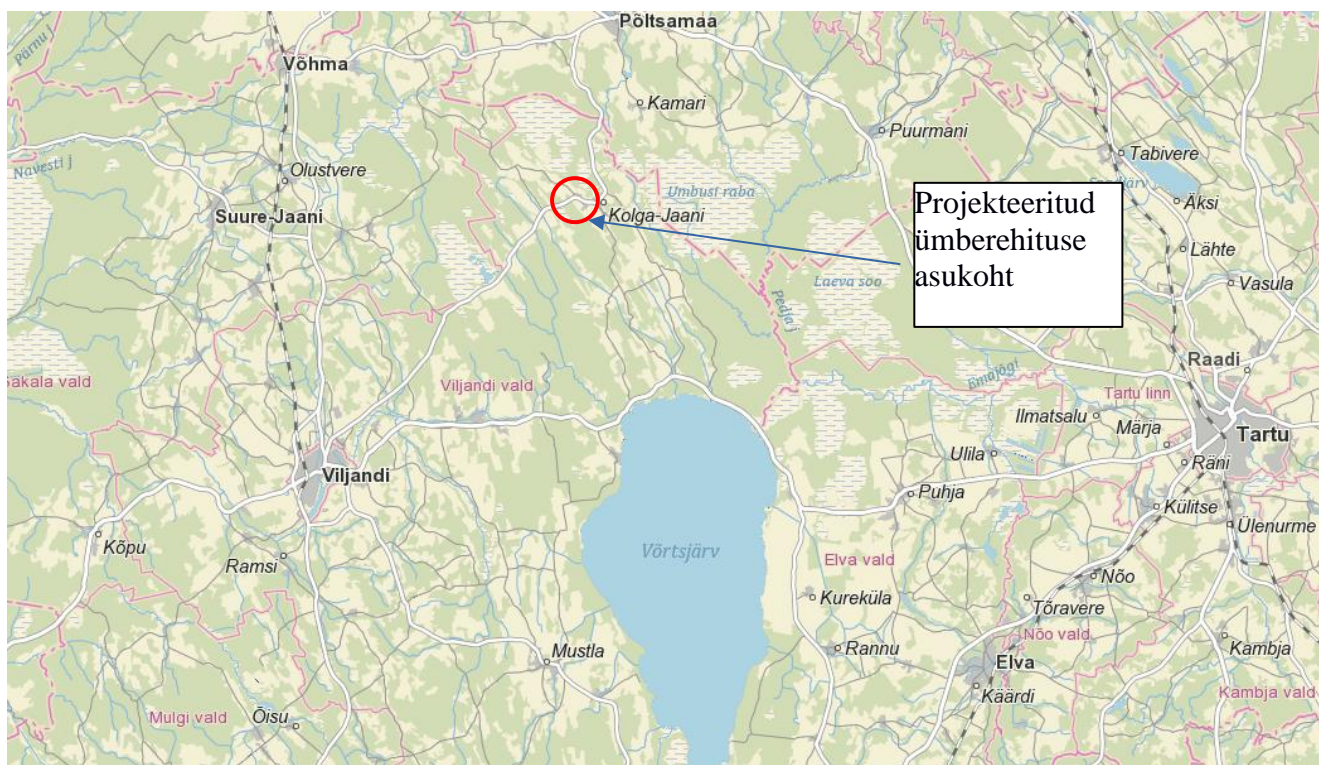 Pärnu j
Põltsamaa
Võhma
Kamari
Puurmani
Navesti j
Olustvere
Tabivere
Umbusi raba
Suure-Jaani
Kolga-Jaani
Projekteeritud
ümberehituse
asukoht
Äksi
Lähte
Laeva soo
Pedja j
Vasula
Sakala vald
Viljandi vald
Emajõgi
Raadi
Tartu linn
Ilmatsalu
Märja
Tartu
Ulila
Räni
Viljandi
Puhja
Külitse
Ülenurme
Kõpu
Ramsi
Võrtsjärv
Elva vald
Nõo
Kureküla
Tõravere
Nõo vald
Mustla
Rannu
Kambja
Elva
Käärdi
Kambja vald
Mulgi vald
Õisu